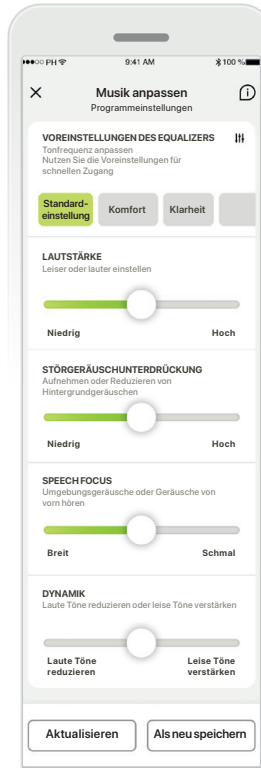 PH 9:41 AM 100 %
Musik anpassen
Programmeinstellungen
VOREINSTELLUNGEN DES EQUALIZERS
Tonfrequenz anpassen
Nutzen Sie die Voreinstellungen für
schnellen Zugang
Standard-
einstellung Komfort Klarheit
LAUTSTÄRKE
Leiser oder lauter einstellen
Niedrig Hoch
STÖRGERÄUSCHUNTERDRÜCKUNG
Aufnehmen oder Reduzieren von
Hintergrundgeräuschen
Niedrig Hoch
SPEECH FOCUS
Umgebungsgeräusche oder Geräusche von
vorn hören
Breit Schmal
DYNAMIK
Laute Töne reduzieren oder leise Töne verstärken
Laute Töne Leise Töne
reduzieren verstärken
Aktualisieren Als neu speichern